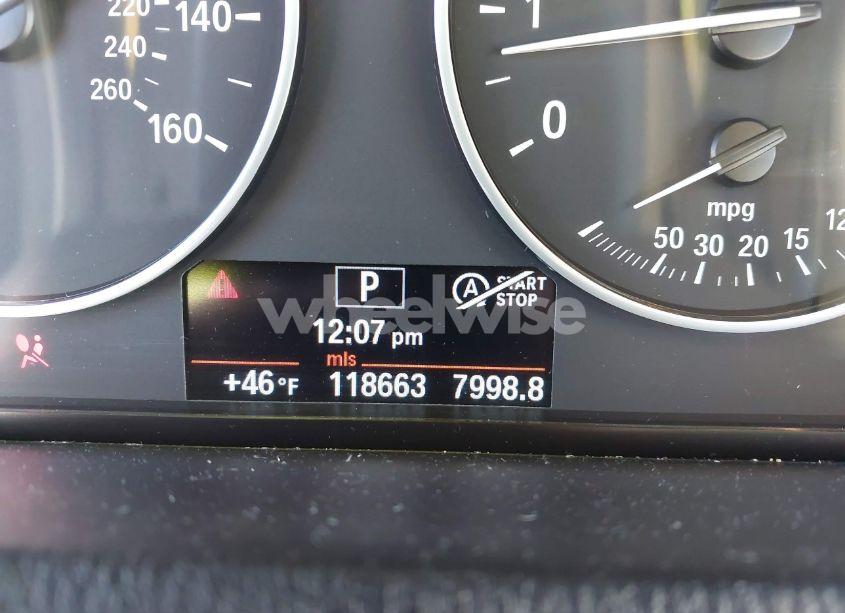 220
140
240
260
160
1
0
mpg
50 30 20 15 12
P
A START
STOP
wheelwise
12:07 pm
mls
+46°F 118663 7998.8